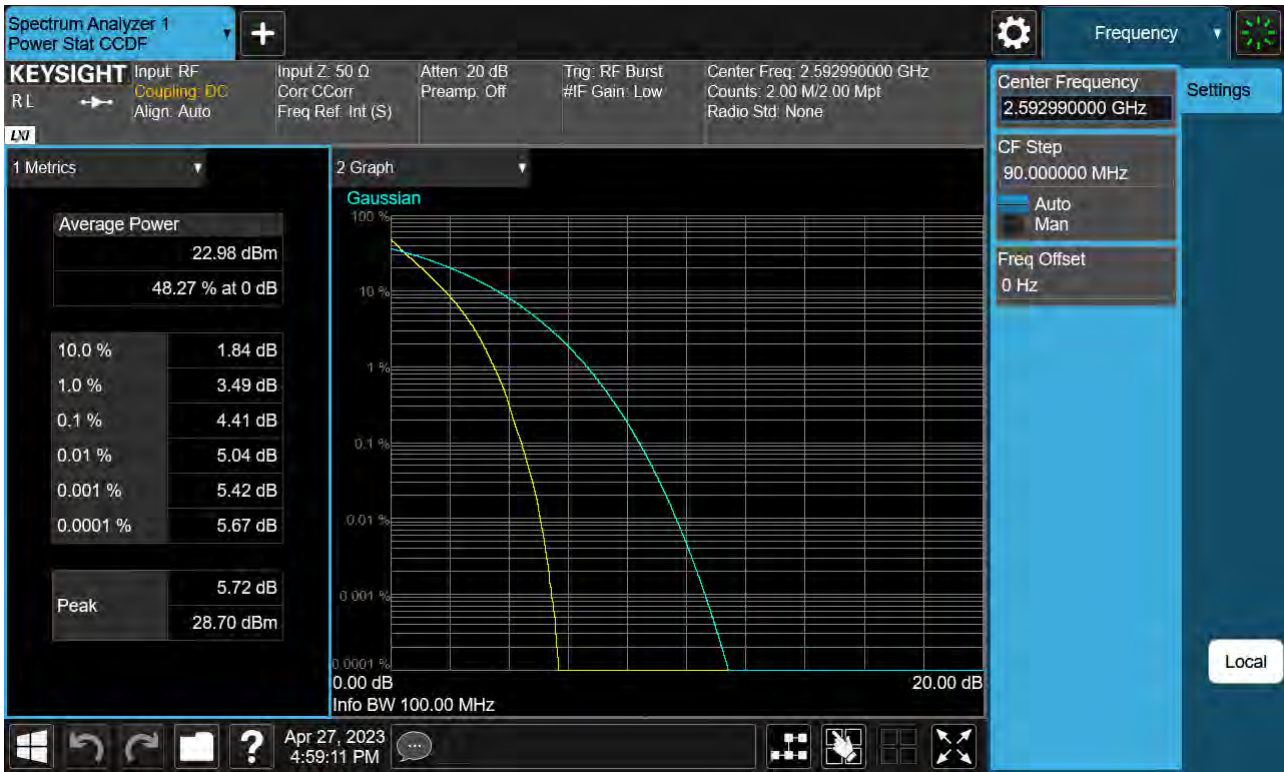 Spectrum Analyzer 1
Power Stat CCDF
Frequency
KEYSIGHT
R L
LXI
Input: RF
Coupling: DC
Align: Auto
Input Z: 50 Ω
Corr CCorr
Freq Ref: Int (S)
Atten: 20 dB
Preamp: Off
Trig: RF Burst
#IF Gain: Low
Center Freq: 2.592990000 GHz
Counts: 2.00 M/2.00 Mpt
Radio Std: None
Center Frequency
2.592990000 GHz
Settings
CF Step
90.000000 MHz
Auto
Man
Freq Offset
0 Hz
1 Metrics
Average Power
22.98 dBm
48.27 % at 0 dB
10.0 % 1.84 dB
1.0 % 3.49 dB
0.1 % 4.41 dB
0.01 % 5.04 dB
0.001 % 5.42 dB
0.0001 % 5.67 dB
Peak
5.72 dB
28.70 dBm
2 Graph
Gaussian
100 %
10 %
1 %
0.1 %
0.01 %
0.001 %
0.0001 %
0.00 dB 20.00 dB
Info BW 100.00 MHz
Local
?
Apr 27, 2023
4:59:11 PM